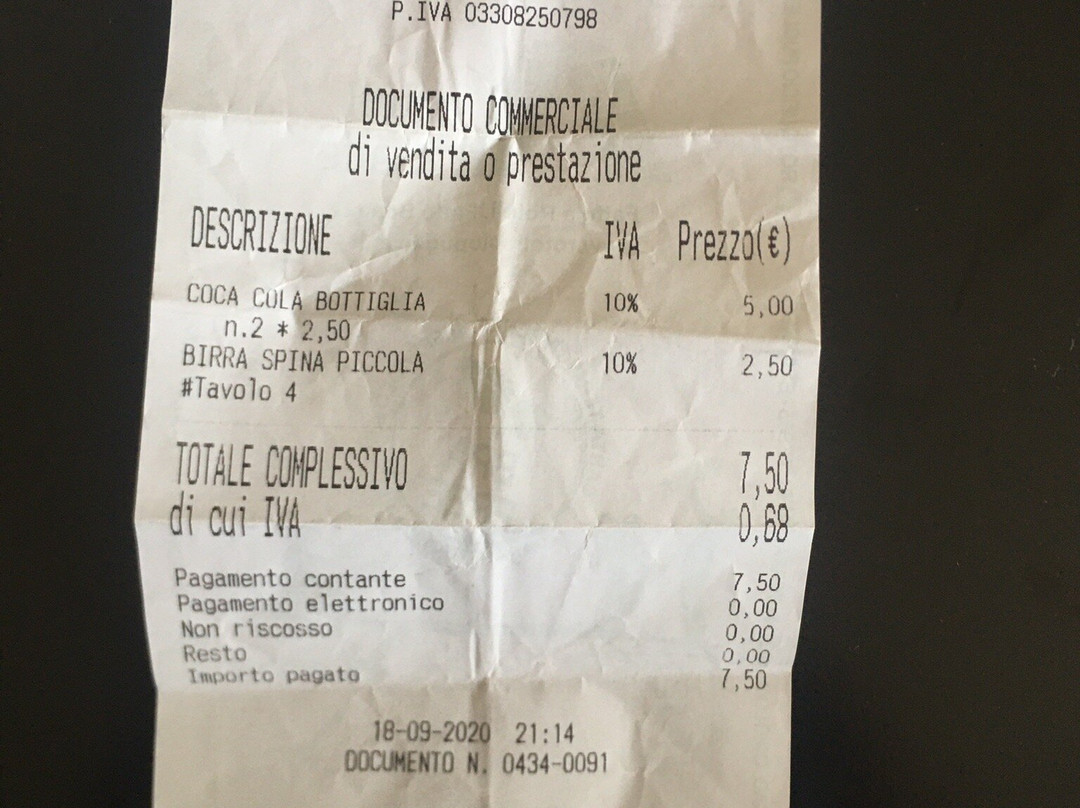 P.IVA 03308250798
DOCUMENTO COMMERCIALE
di vendita o prestazione
DESCRIZIONE IVA Prezzo(€)
COCA COLA BOTTIGLIA 10% 5,00
n.2 * 2,50
BIRRA SPINA PICCOLA 10% 2,50
#Tavolo 4
TOTALE COMPLESSIVO 7,50
di cui IVA 0,68
Pagamento contante 7,50
Pagamento elettronico 0,00
Non riscosso 0,00
Resto 0,00
Importo pagato 7,50
18-09-2020 21:14
DOCUMENTO N. 0434-0091